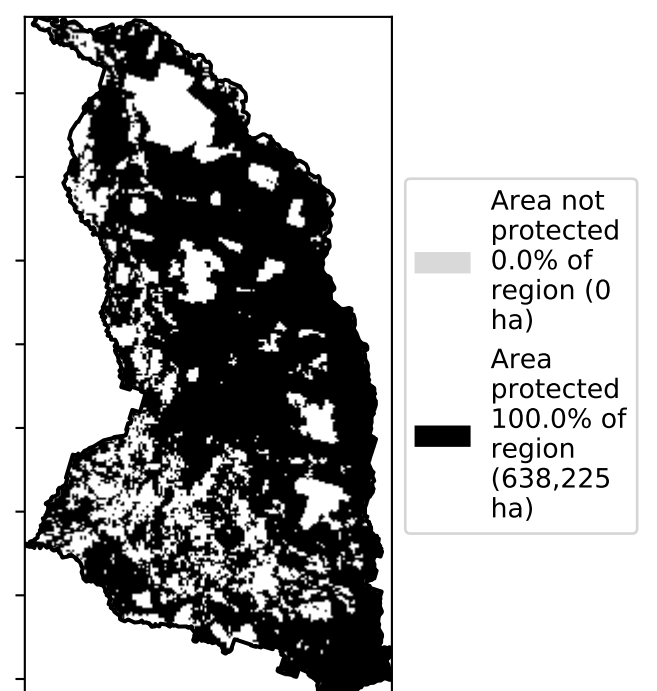 Area not
protected
0.0% of
region (0
ha)
Area
protected
100.0% of
region
(638,225
ha)